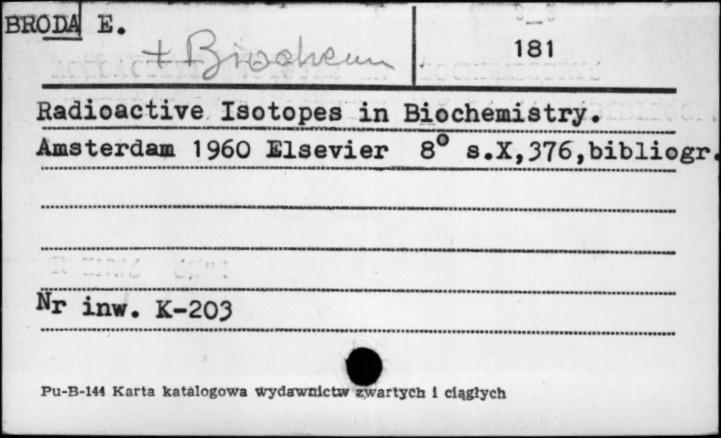 BRODA E.
+ Biochem
181
Radioactive Isotopes in Biochemistry.
Amsterdam 1960 Elsevier 8° s.X,376,bibliogr.
Nr inw. K-203
Pu-B-144 Karta katalogowa wydawnictw zwartych i ciągłych